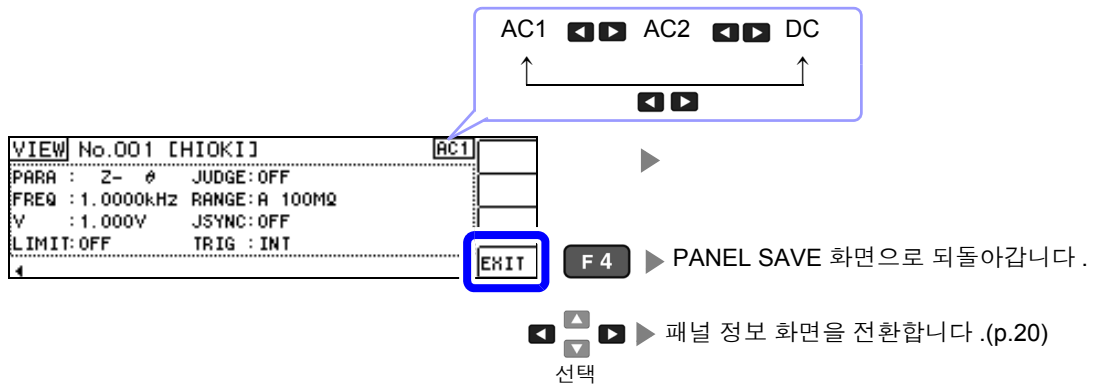 AC1 ◀ ▶ AC2 ◀ ▶ DC
◀ ▶
VIEW No.001 [HIOKI] AC1
PARA : Z- θ JUDGE:OFF
FREQ :1.0000kHz RANGE:A 100MΩ
V :1.000V JSYNC:OFF
LIMIT:OFF TRIG :INT
EXIT
F 4 ▶ PANEL SAVE 화면으로 되돌아갑니다 .
◀ ▲ ▼ ▶ ▶ 패널 정보 화면을 전환합니다 .(p.20)
선택